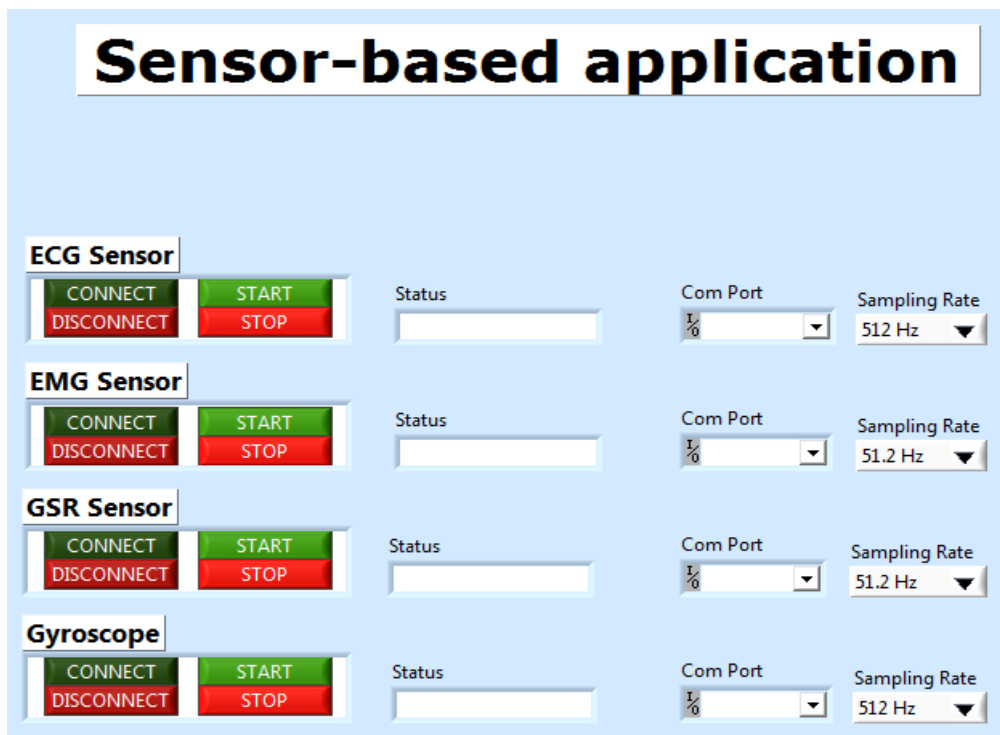 Sensor-based application
ECG Sensor
CONNECT START
DISCONNECT STOP
Status
Com Port
I/O
Sampling Rate
512 Hz
EMG Sensor
CONNECT START
DISCONNECT STOP
Status
Com Port
I/O
Sampling Rate
51.2 Hz
GSR Sensor
CONNECT START
DISCONNECT STOP
Status
Com Port
I/O
Sampling Rate
51.2 Hz
Gyroscope
CONNECT START
DISCONNECT STOP
Status
Com Port
I/O
Sampling Rate
512 Hz